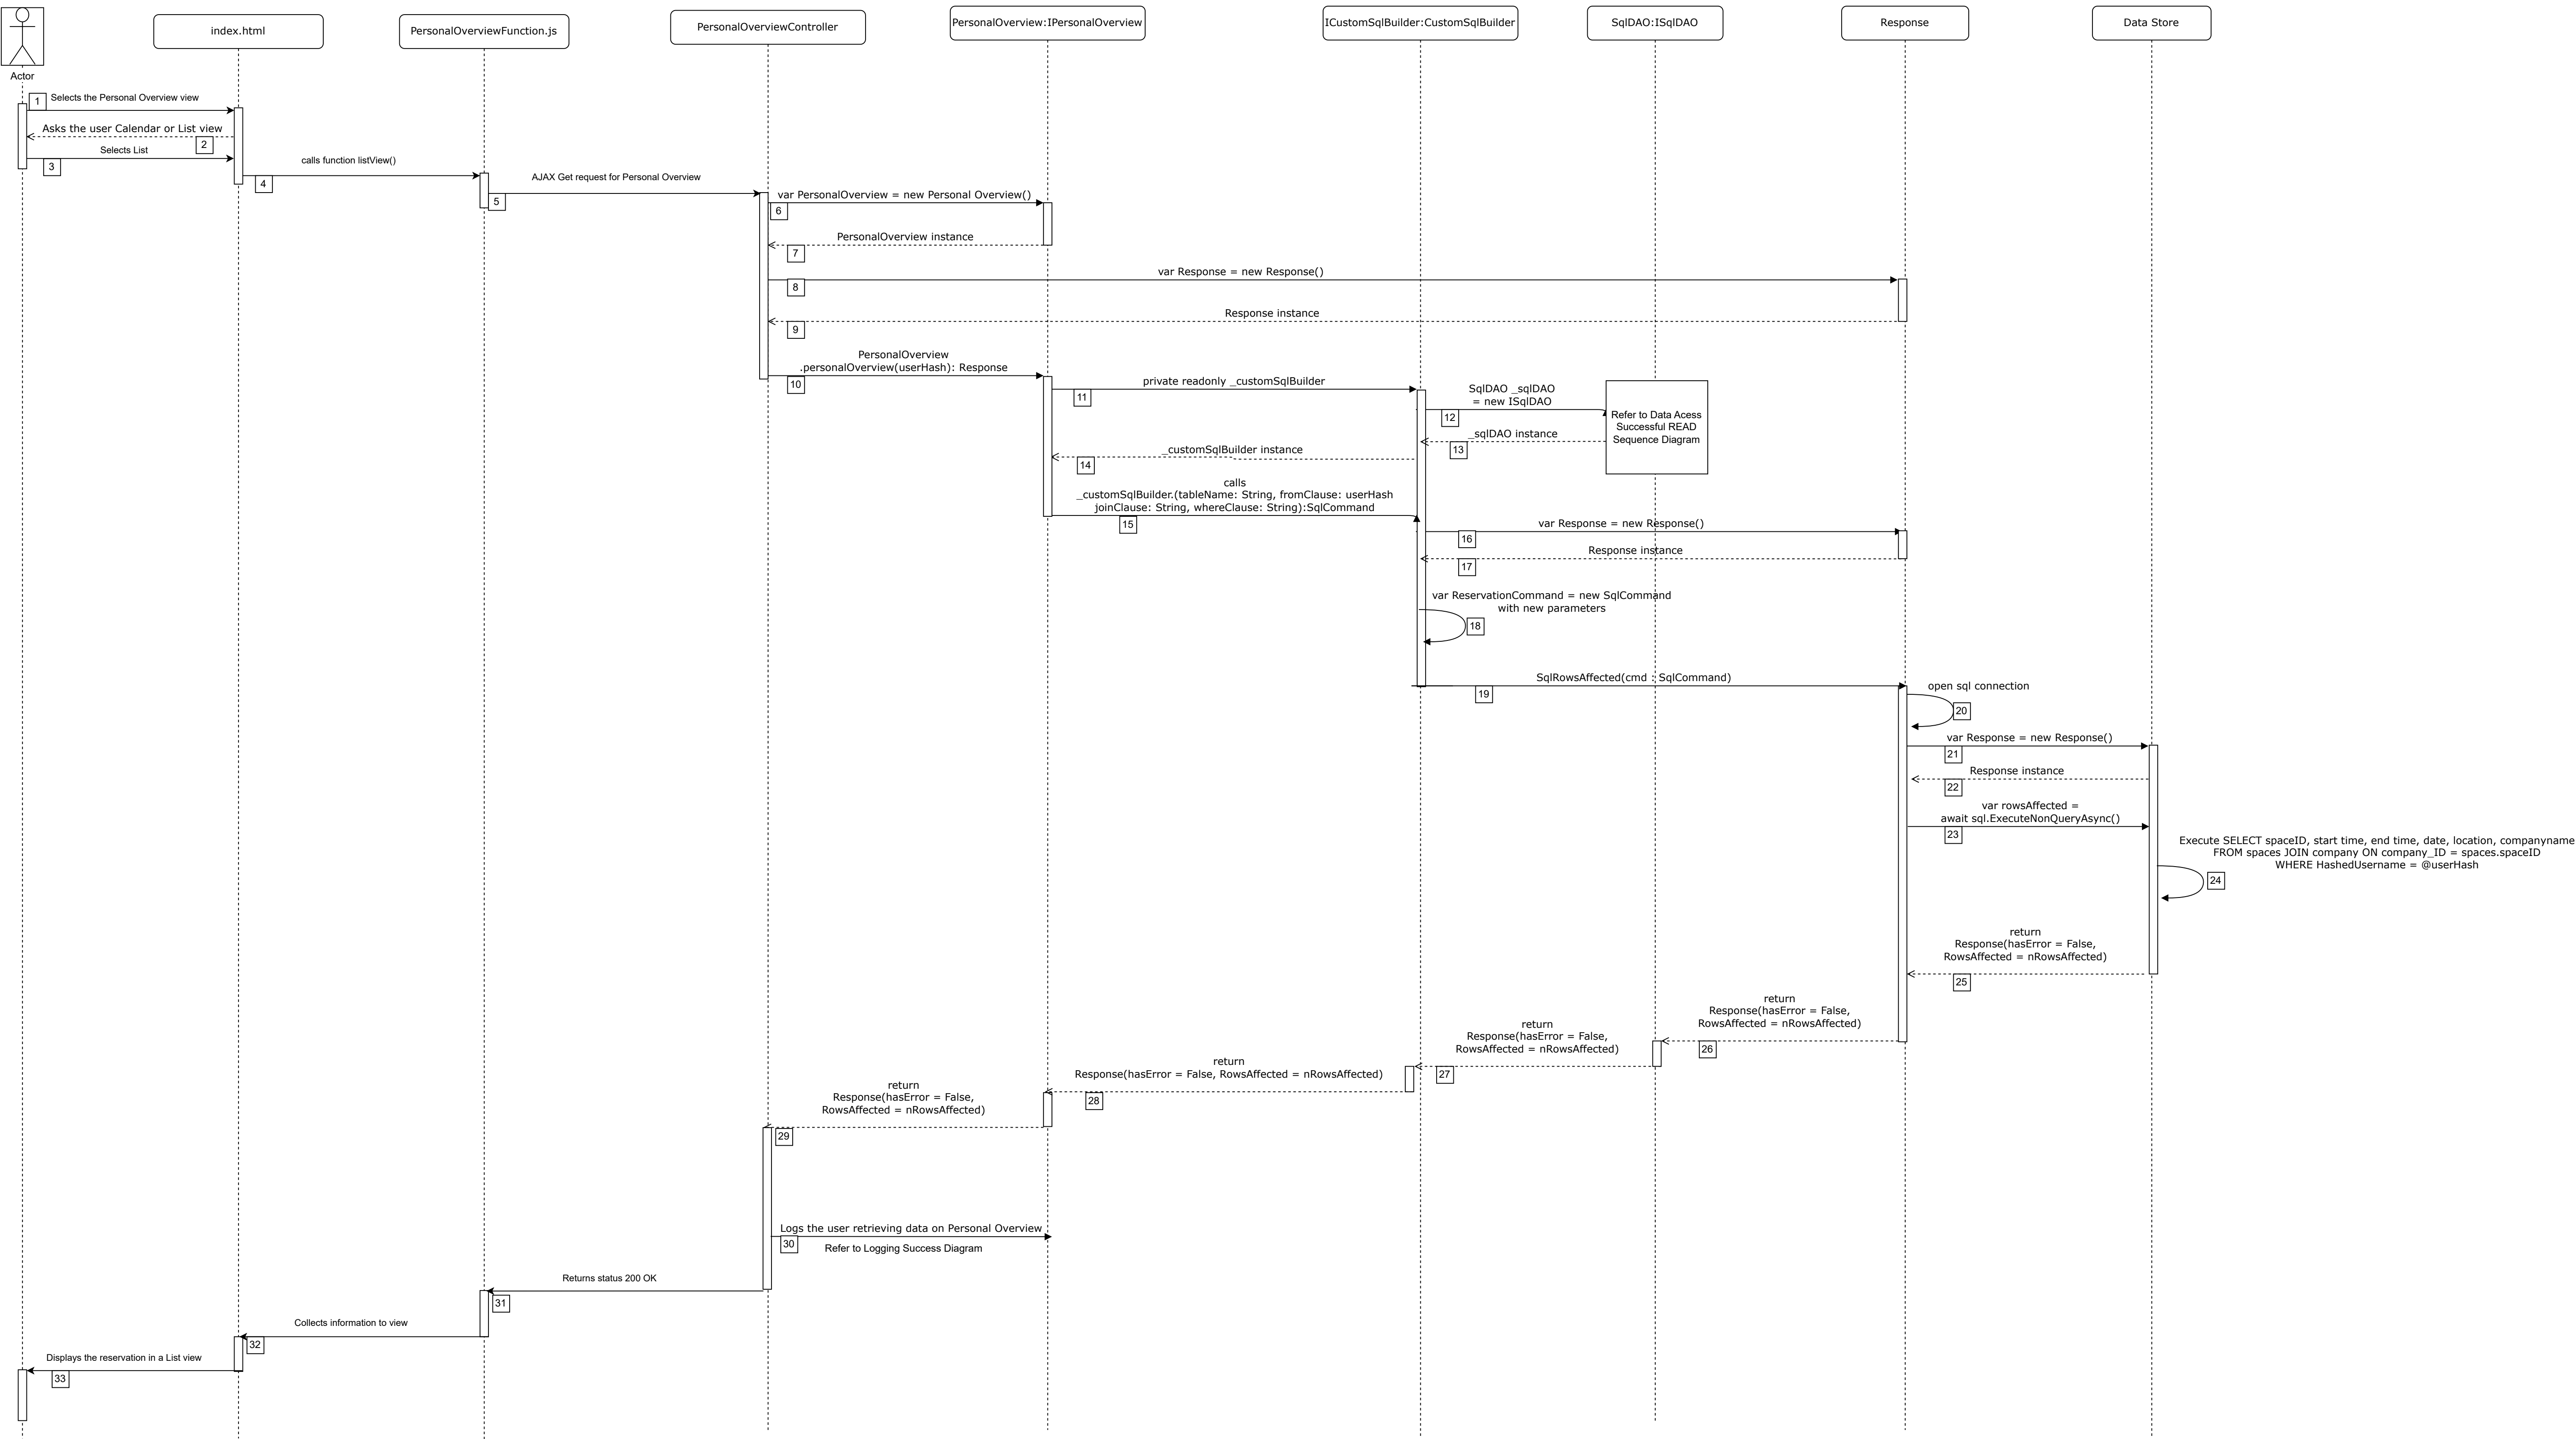 Actor
index.html
PersonalOverviewFunction.js
PersonalOverviewController
PersonalOverview:IPersonalOverview
ICustomSqlBuilder:CustomSqlBuilder
SqlDAO:ISqlDAO
Response
Data Store
1
Selects the Personal Overview view
Asks the user Calendar or List view
2
Selects List
3
calls function listView()
4
AJAX Get request for Personal Overview
5
var PersonalOverview = new Personal Overview()
6
PersonalOverview instance
7
var Response = new Response()
8
Response instance
9
PersonalOverview
.personalOverview(userHash): Response
10
private readonly _customSqlBuilder
11
SqlDAO _sqlDAO
= new ISqlDAO
12
Refer to Data Acess
Successful READ
Sequence Diagram
_sqlDAO instance
13
_customSqlBuilder instance
14
calls
_customSqlBuilder.(tableName: String, fromClause: userHash
joinClause: String, whereClause: String):SqlCommand
15
var Response = new Response()
16
Response instance
17
var ReservationCommand = new SqlCommand
with new parameters
18
SqlRowsAffected(cmd : SqlCommand)
19
open sql connection
20
var Response = new Response()
21
Response instance
22
var rowsAffected =
await sql.ExecuteNonQueryAsync()
23
Execute SELECT spaceID, start time, end time, date, location, companyname
FROM spaces JOIN company ON company_ID = spaces.spaceID
WHERE HashedUsername = @userHash
24
return
Response(hasError = False,
RowsAffected = nRowsAffected)
25
return
Response(hasError = False,
RowsAffected = nRowsAffected)
26
return
Response(hasError = False,
RowsAffected = nRowsAffected)
27
return
Response(hasError = False, RowsAffected = nRowsAffected)
28
return
Response(hasError = False,
RowsAffected = nRowsAffected)
29
Logs the user retrieving data on Personal Overview
30
Refer to Logging Success Diagram
Returns status 200 OK
31
Collects information to view
32
Displays the reservation in a List view
33